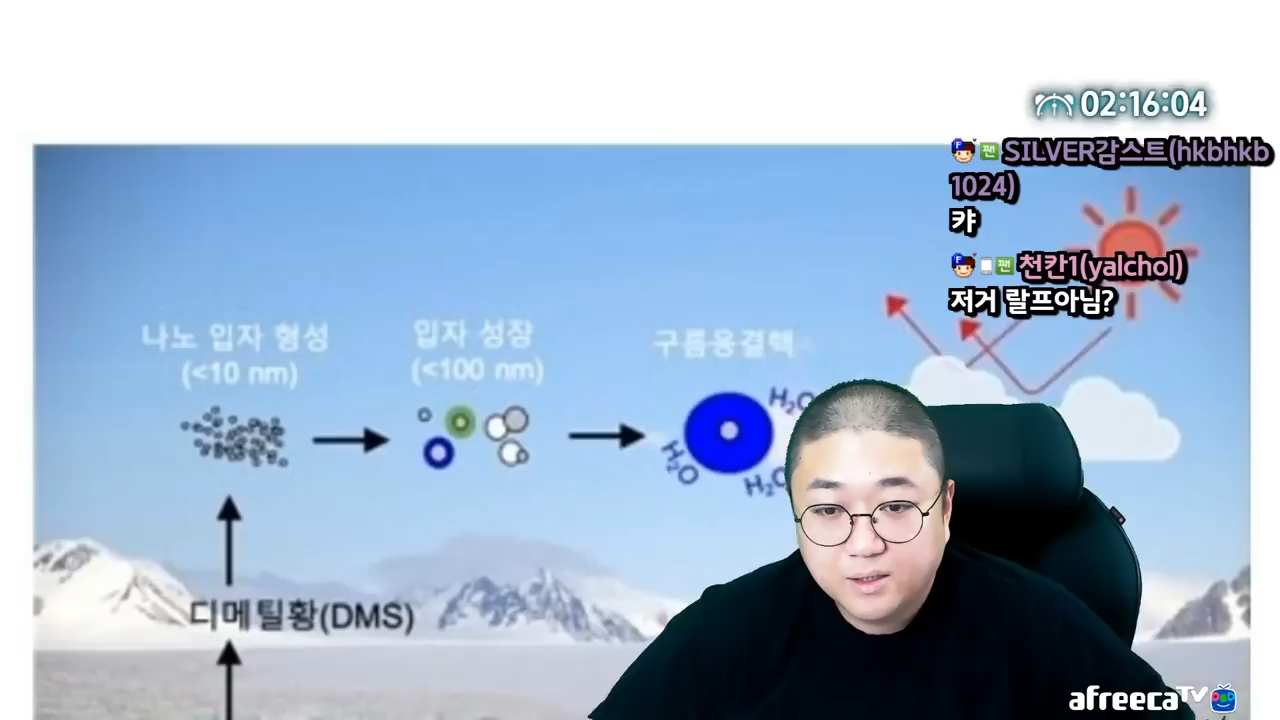 02:16:04
SILVER감스트(hkbhkb
1024)
캬
천칸1(yalchol)
저거 랄프아님?
나노 입자 형성
(<10 nm)
입자 성장
(<100 nm)
구름응결핵
H₂O
H₂O
H₂O
디메틸황(DMS)
afreecaTV